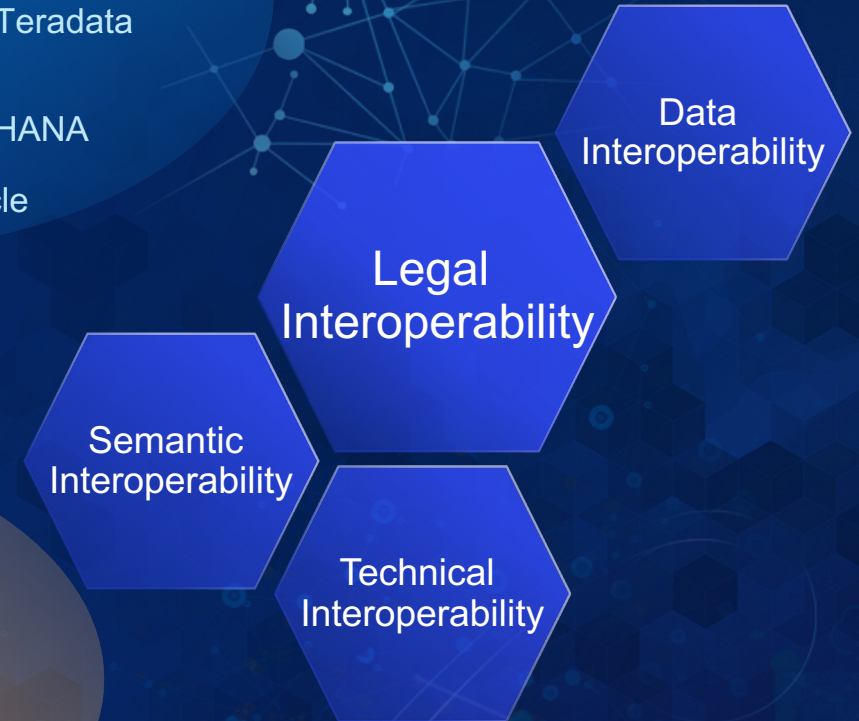 Teradata
HANA
Data
Interoperability
Legal
Interoperability
Semantic
Interoperability
Technical
Interoperability